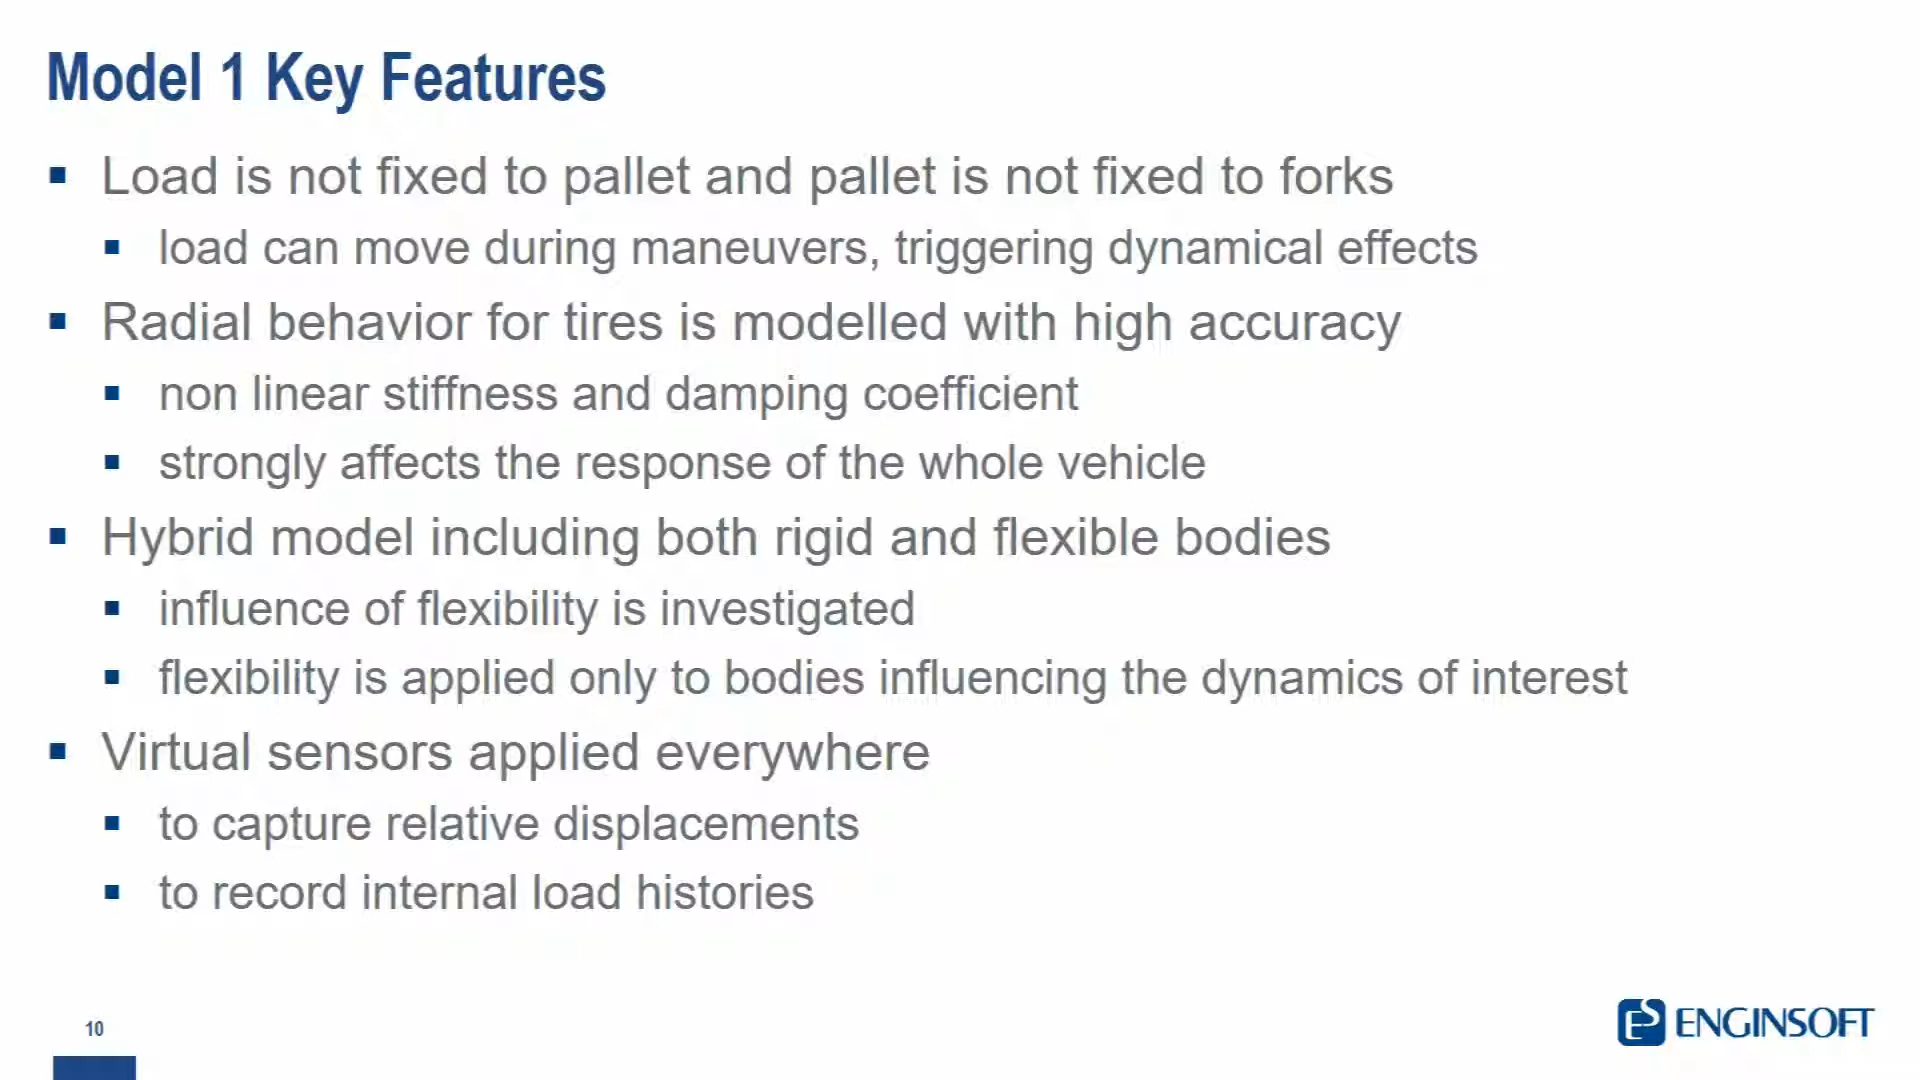 Model 1 Key Features
▪ Load is not fixed to pallet and pallet is not fixed to forks
▪ load can move during maneuvers, triggering dynamical effects
▪ Radial behavior for tires is modelled with high accuracy
▪ non linear stiffness and damping coefficient
▪ strongly affects the response of the whole vehicle
▪ Hybrid model including both rigid and flexible bodies
▪ influence of flexibility is investigated
▪ flexibility is applied only to bodies influencing the dynamics of interest
▪ Virtual sensors applied everywhere
▪ to capture relative displacements
▪ to record internal load histories
10
ES ENGINSOFT